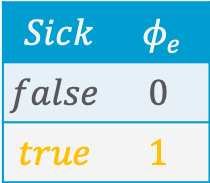 Sick ϕₑ
false 0
true 1